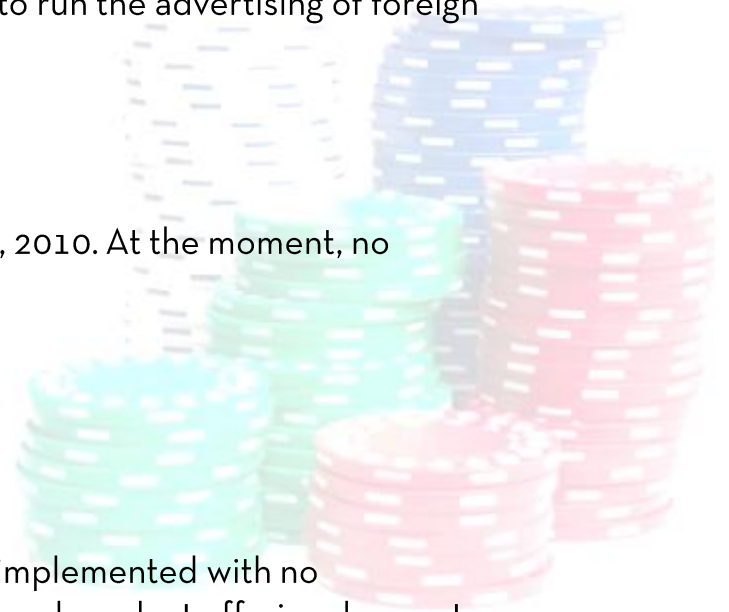 to run the advertising of foreign
, 2010. At the moment, no
implemented with no